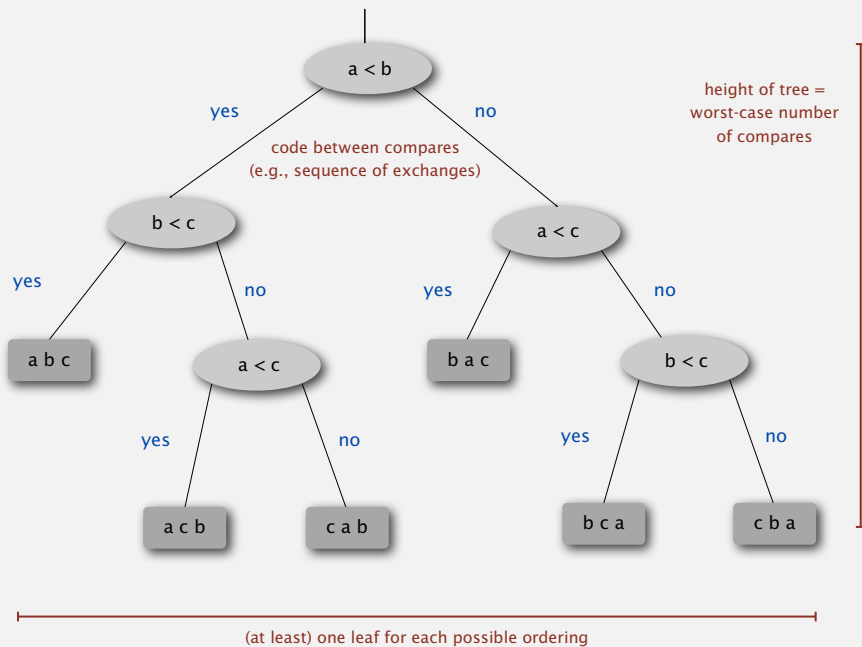 a < b
height of tree =
worst-case number
of compares
yes
no
code between compares
(e.g., sequence of exchanges)
b < c
a < c
yes
no
yes
no
a b c
a < c
b a c
b < c
yes
no
yes
no
a c b
c a b
b c a
c b a
(at least) one leaf for each possible ordering